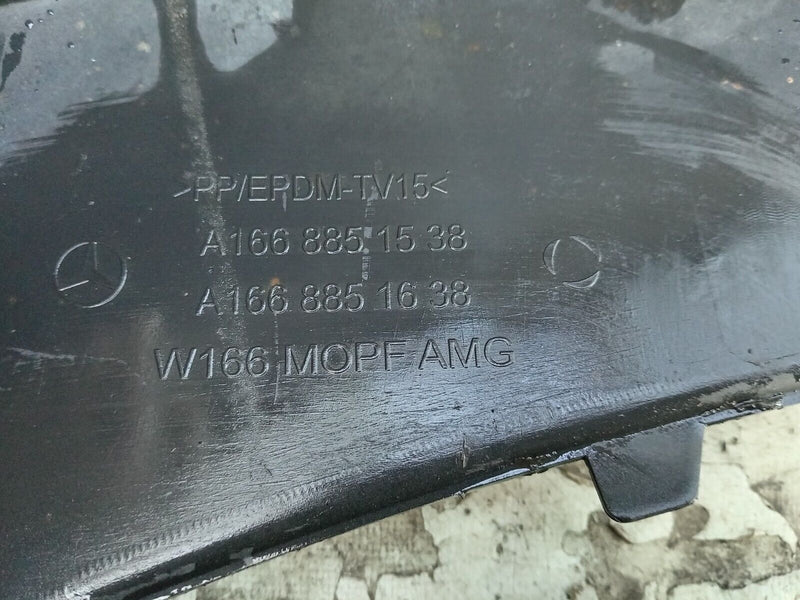 >PP/EPDM-TV15<
A166 885 15 38
A166 885 16 38
W166 MOPF AMG